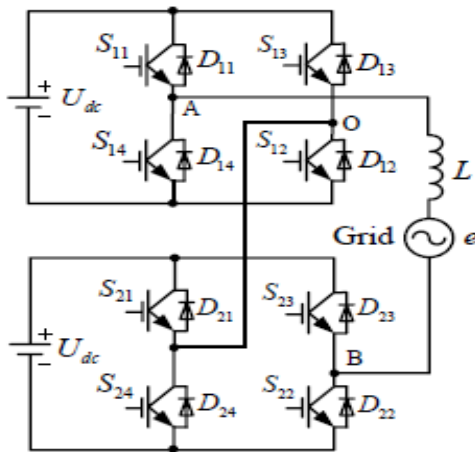 S11 D11 S13 D13
+ Udc − A O
S14 D14 S12 D12 L
Grid e
S21 D21 S23 D23
+ Udc − B
S24 D24 S22 D22